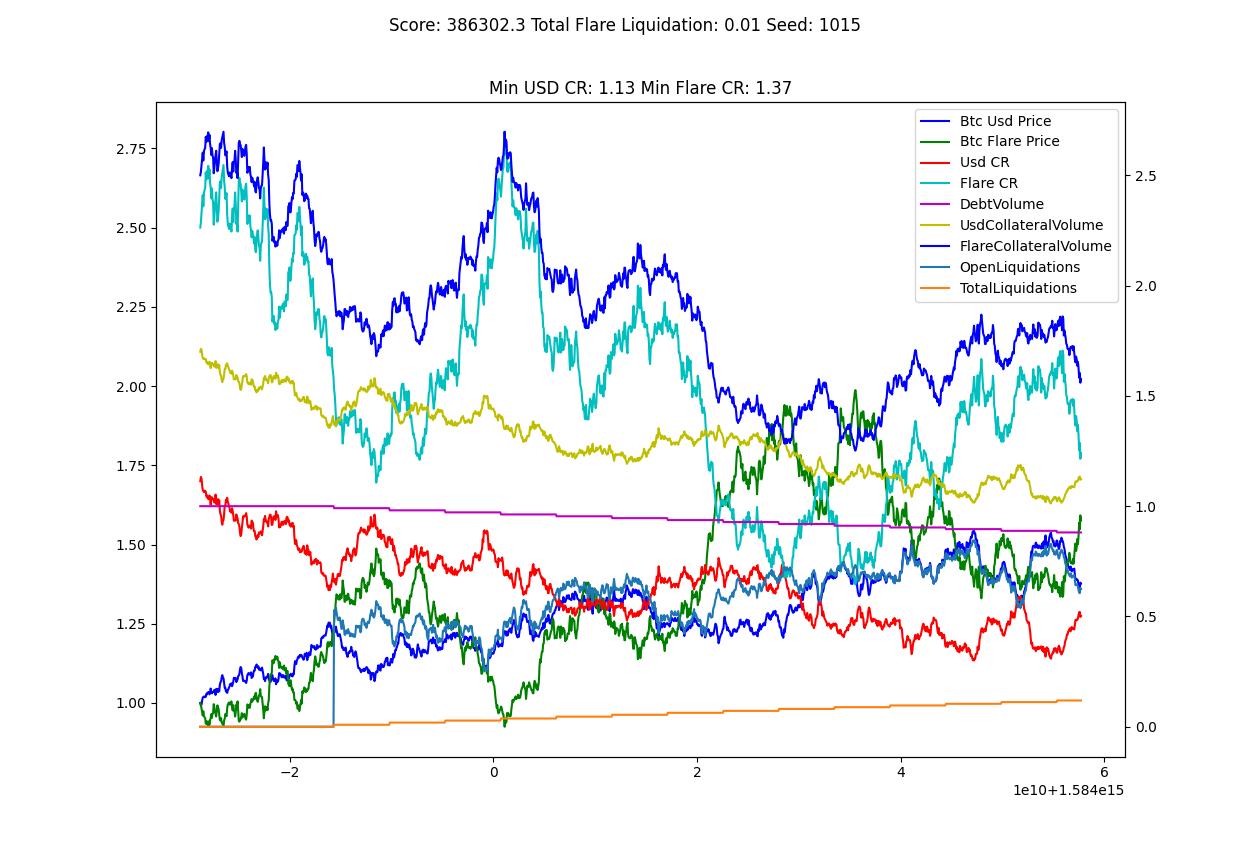 Score: 386302.3 Total Flare Liquidation: 0.01 Seed: 1015
Min USD CR: 1.13 Min Flare CR: 1.37
Btc Usd Price
Btc Flare Price
Usd CR
Flare CR
DebtVolume
UsdCollateralVolume
FlareCollateralVolume
OpenLiquidations
TotalLiquidations
2.75
2.50
2.25
2.00
1.75
1.50
1.25
1.00
2.5
2.0
1.5
1.0
0.5
0.0
−2
0
2
4
6
1e10+1.584e15